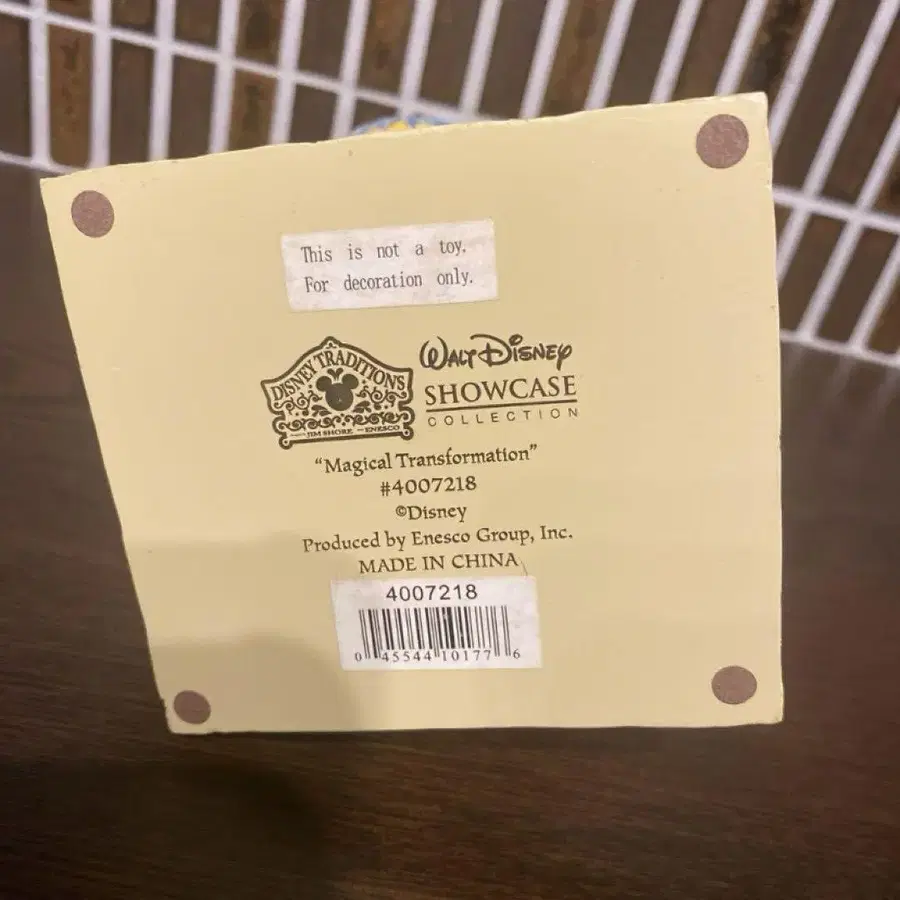 This is not a toy.
For decoration only.
DISNEY TRADITIONS
JIM SHORE ENESCO
WALT DISNEY
SHOWCASE
COLLECTION
“Magical Transformation”
#4007218
©Disney
Produced by Enesco Group, Inc.
MADE IN CHINA
4007218
0 45544 10177 6